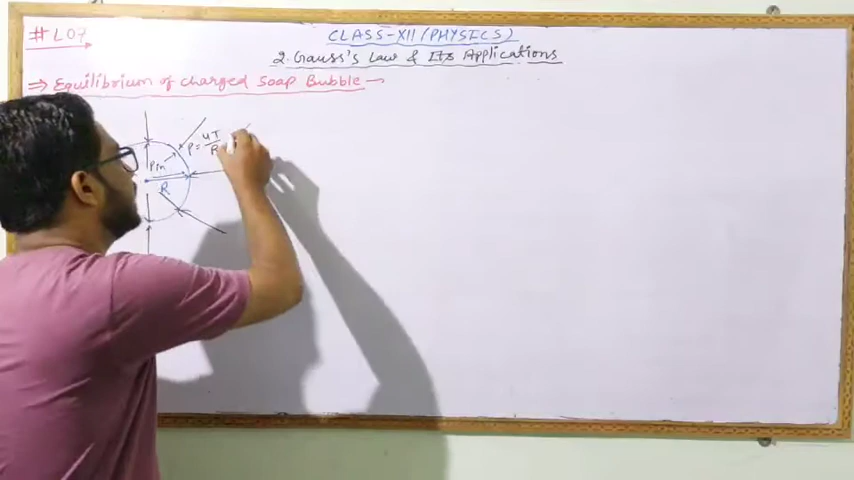 # L07
CLASS-XII (PHYSICS)
2. Gauss's Law & Its Applications
⇒ Equilibrium of charged Soap Bubble →
P = 4T/R
Pin
R